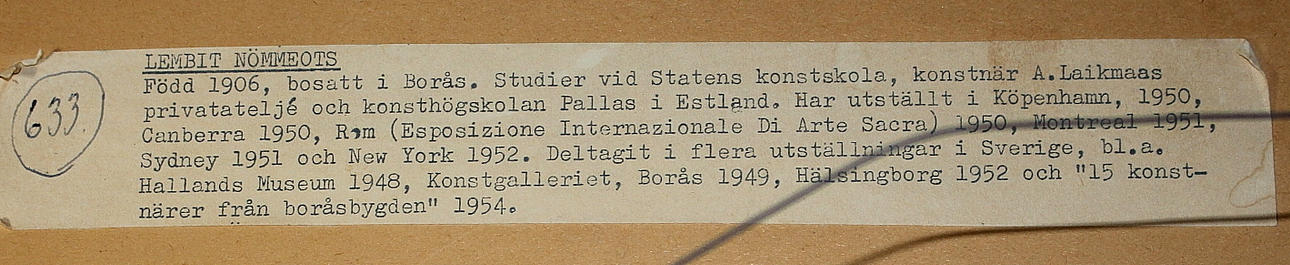 LEMBIT NÖMMEOTS
Född 1906, bosatt i Borås. Studier vid Statens konstskola, konstnär A.Laikmaas
633. privatateljé och konsthögskolan Pallas i Estland. Har utställt i Köpenhamn, 1950,
Canberra 1950, Rom (Esposizione Internazionale Di Arte Sacra) 1950, Montreal 1951,
Sydney 1951 och New York 1952. Deltagit i flera utställningar i Sverige, bl.a.
Hallands Museum 1948, Konstgalleriet, Borås 1949, Hälsingborg 1952 och "15 konst-
närer från boråsbygden" 1954.